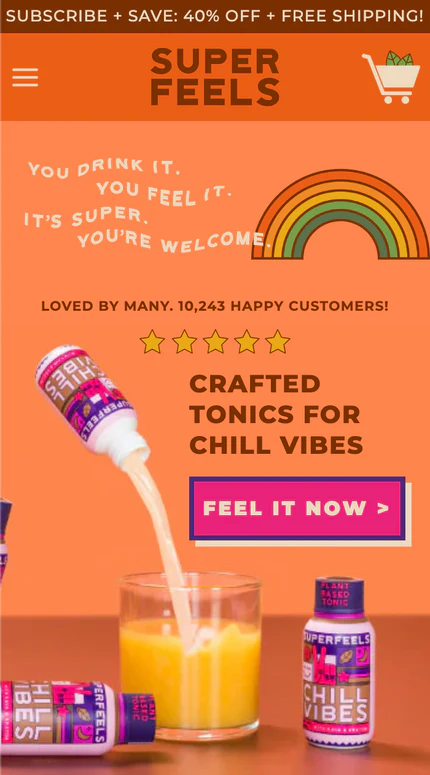 SUBSCRIBE + SAVE: 40% OFF + FREE SHIPPING!
SUPER
FEELS
YOU DRINK IT.
YOU FEEL IT.
IT'S SUPER.
YOU'RE WELCOME.
LOVED BY MANY. 10,243 HAPPY CUSTOMERS!
CRAFTED
TONICS FOR
CHILL VIBES
FEEL IT NOW >
CHILL
VIBES
SUPERFEELS
PLANT
BASED
TONIC
SUPERFEELS
CHILL
VIBES
SUPERFEELS
CHILL
VIBES
PLANT
BASED
TONIC